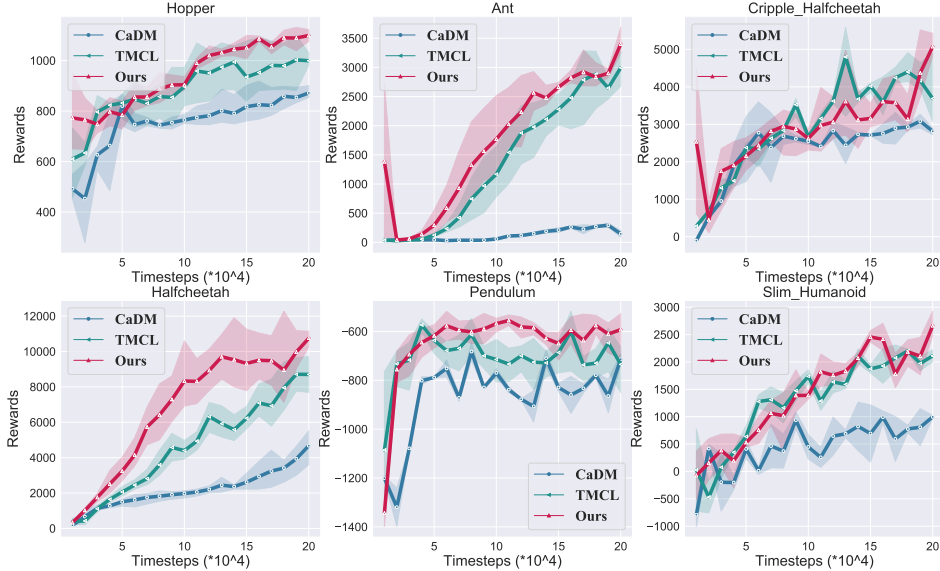 Hopper
Rewards
1000
800
600
400
5
10
15
20
Timesteps (*10^4)
CaDM
TMCL
Ours
Ant
Rewards
3500
3000
2500
2000
1500
1000
500
0
5
10
15
20
Timesteps (*10^4)
CaDM
TMCL
Ours
Cripple_Halfcheetah
Rewards
5000
4000
3000
2000
1000
0
5
10
15
20
Timesteps (*10^4)
CaDM
TMCL
Ours
Halfcheetah
Rewards
12000
10000
8000
6000
4000
2000
0
5
10
15
20
Timesteps (*10^4)
CaDM
TMCL
Ours
Pendulum
Rewards
−600
−800
−1000
−1200
−1400
5
10
15
20
Timesteps (*10^4)
CaDM
TMCL
Ours
Slim_Humanoid
Rewards
3000
2500
2000
1500
1000
500
0
−500
−1000
5
10
15
20
Timesteps (*10^4)
CaDM
TMCL
Ours